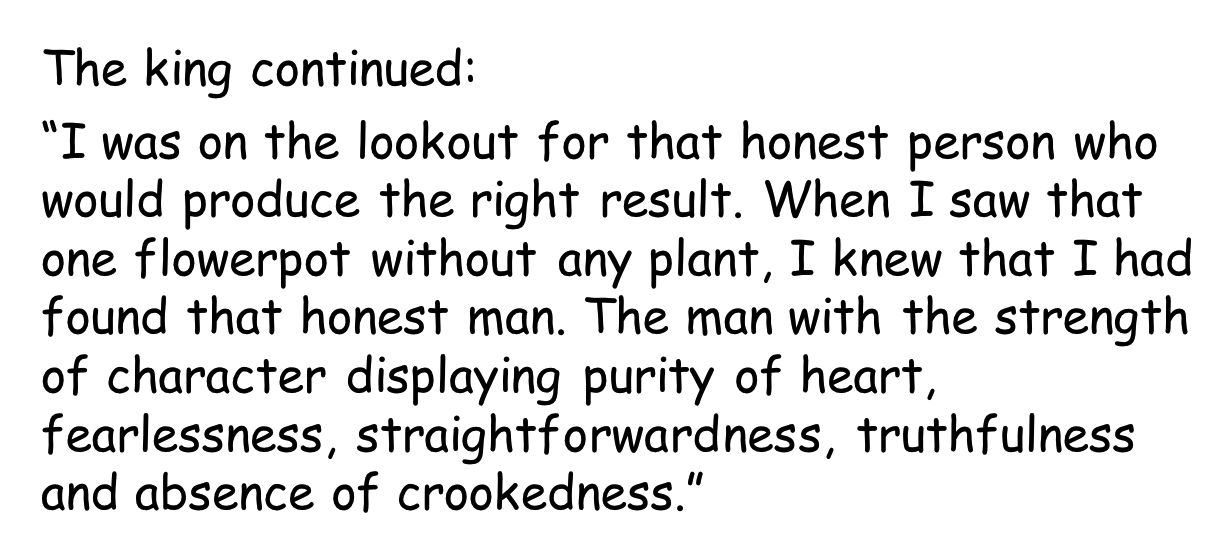 The king continued:
“I was on the lookout for that honest person who
would produce the right result. When I saw that
one flowerpot without any plant, I knew that I had
found that honest man. The man with the strength
of character displaying purity of heart,
fearlessness, straightforwardness, truthfulness
and absence of crookedness.”